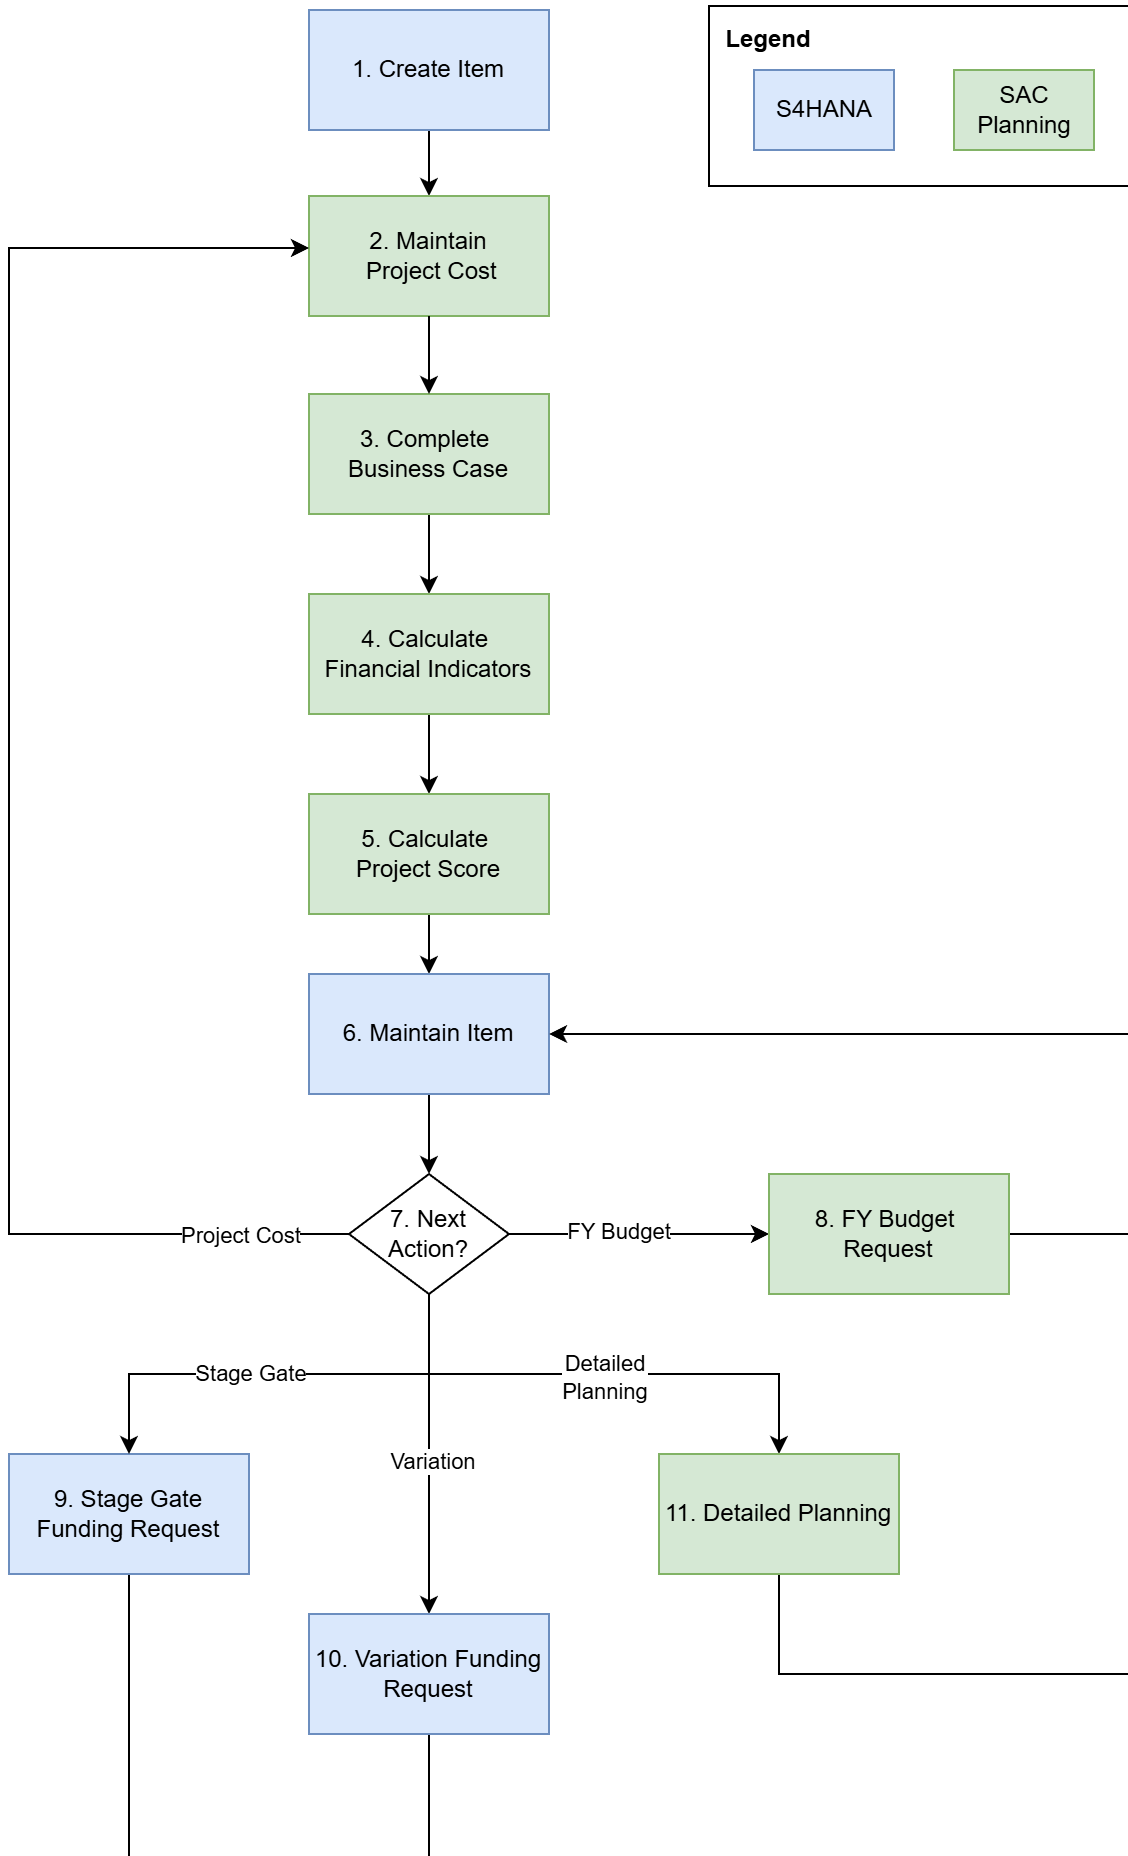 1. Create Item
Legend
S4HANA
SAC
Planning
2. Maintain
Project Cost
3. Complete
Business Case
4. Calculate
Financial Indicators
5. Calculate
Project Score
6. Maintain Item
7. Next
Action?
Project Cost
FY Budget
8. FY Budget
Request
Stage Gate
Detailed
Planning
Variation
9. Stage Gate
Funding Request
11. Detailed Planning
10. Variation Funding
Request